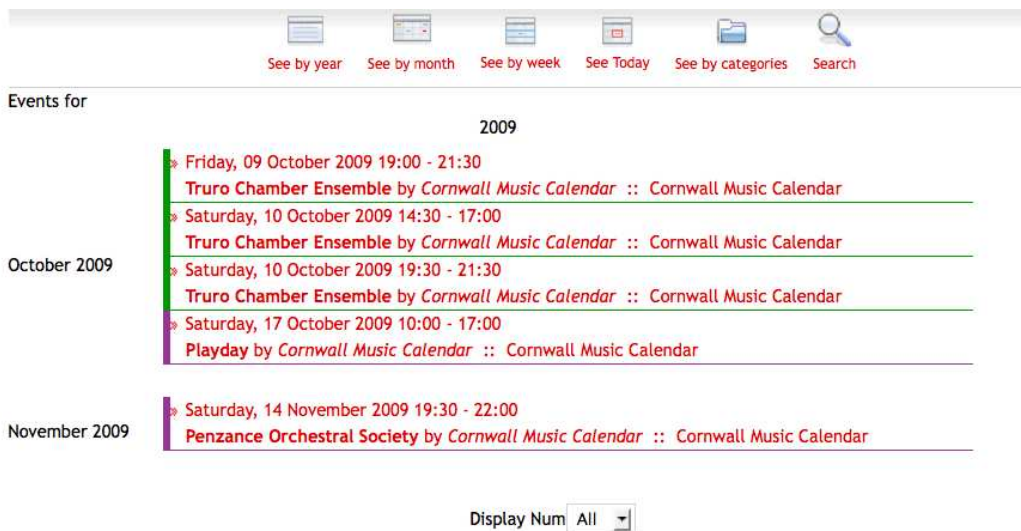 See by year See by month See by week See Today See by categories Search
Events for
2009
October 2009
» Friday, 09 October 2009 19:00 - 21:30
Truro Chamber Ensemble by Cornwall Music Calendar :: Cornwall Music Calendar
» Saturday, 10 October 2009 14:30 - 17:00
Truro Chamber Ensemble by Cornwall Music Calendar :: Cornwall Music Calendar
» Saturday, 10 October 2009 19:30 - 21:30
Truro Chamber Ensemble by Cornwall Music Calendar :: Cornwall Music Calendar
» Saturday, 17 October 2009 10:00 - 17:00
Playday by Cornwall Music Calendar :: Cornwall Music Calendar
November 2009
» Saturday, 14 November 2009 19:30 - 22:00
Penzance Orchestral Society by Cornwall Music Calendar :: Cornwall Music Calendar
Display Num All